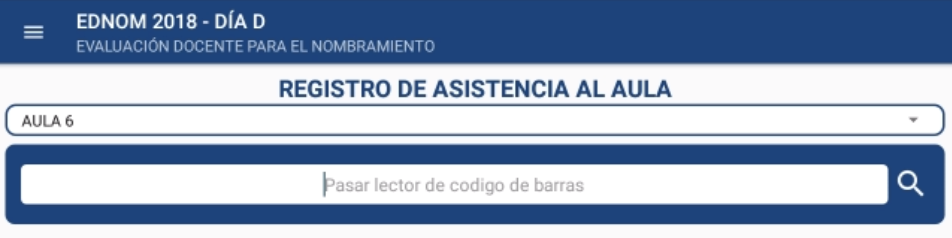 EDNOM 2018 - DÍA D
EVALUACIÓN DOCENTE PARA EL NOMBRAMIENTO
REGISTRO DE ASISTENCIA AL AULA
AULA 6
Pasar lector de codigo de barras